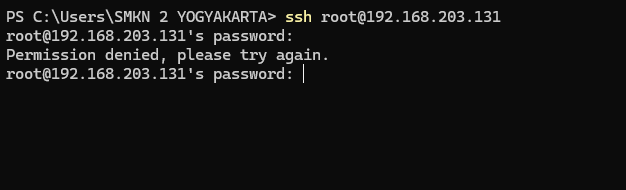 PS C:\Users\SMKN 2 YOGYAKARTA> ssh root@192.168.203.131
root@192.168.203.131's password:
Permission denied, please try again.
root@192.168.203.131's password: